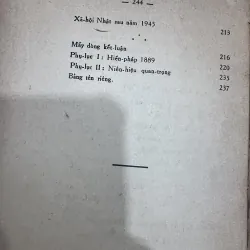 — 244 —
Xã-hội Nhật sau năm 1945 215
Mấy dòng kết-luận
Phụ-lục I : Hiến-pháp 1889 216
Phụ-lục II : Niên-hiệu quan-trọng 220
Bảng tên riêng. 235
237